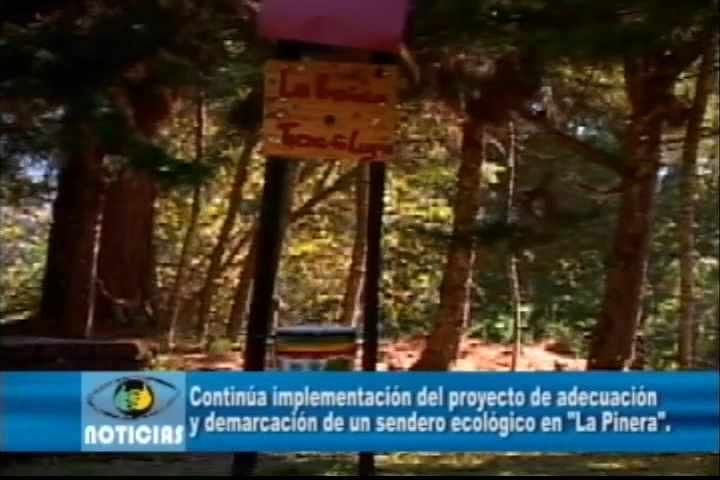 NOTICIAS
Continúa implementación del proyecto de adecuación
y demarcación de un sendero ecológico en "La Pinera".